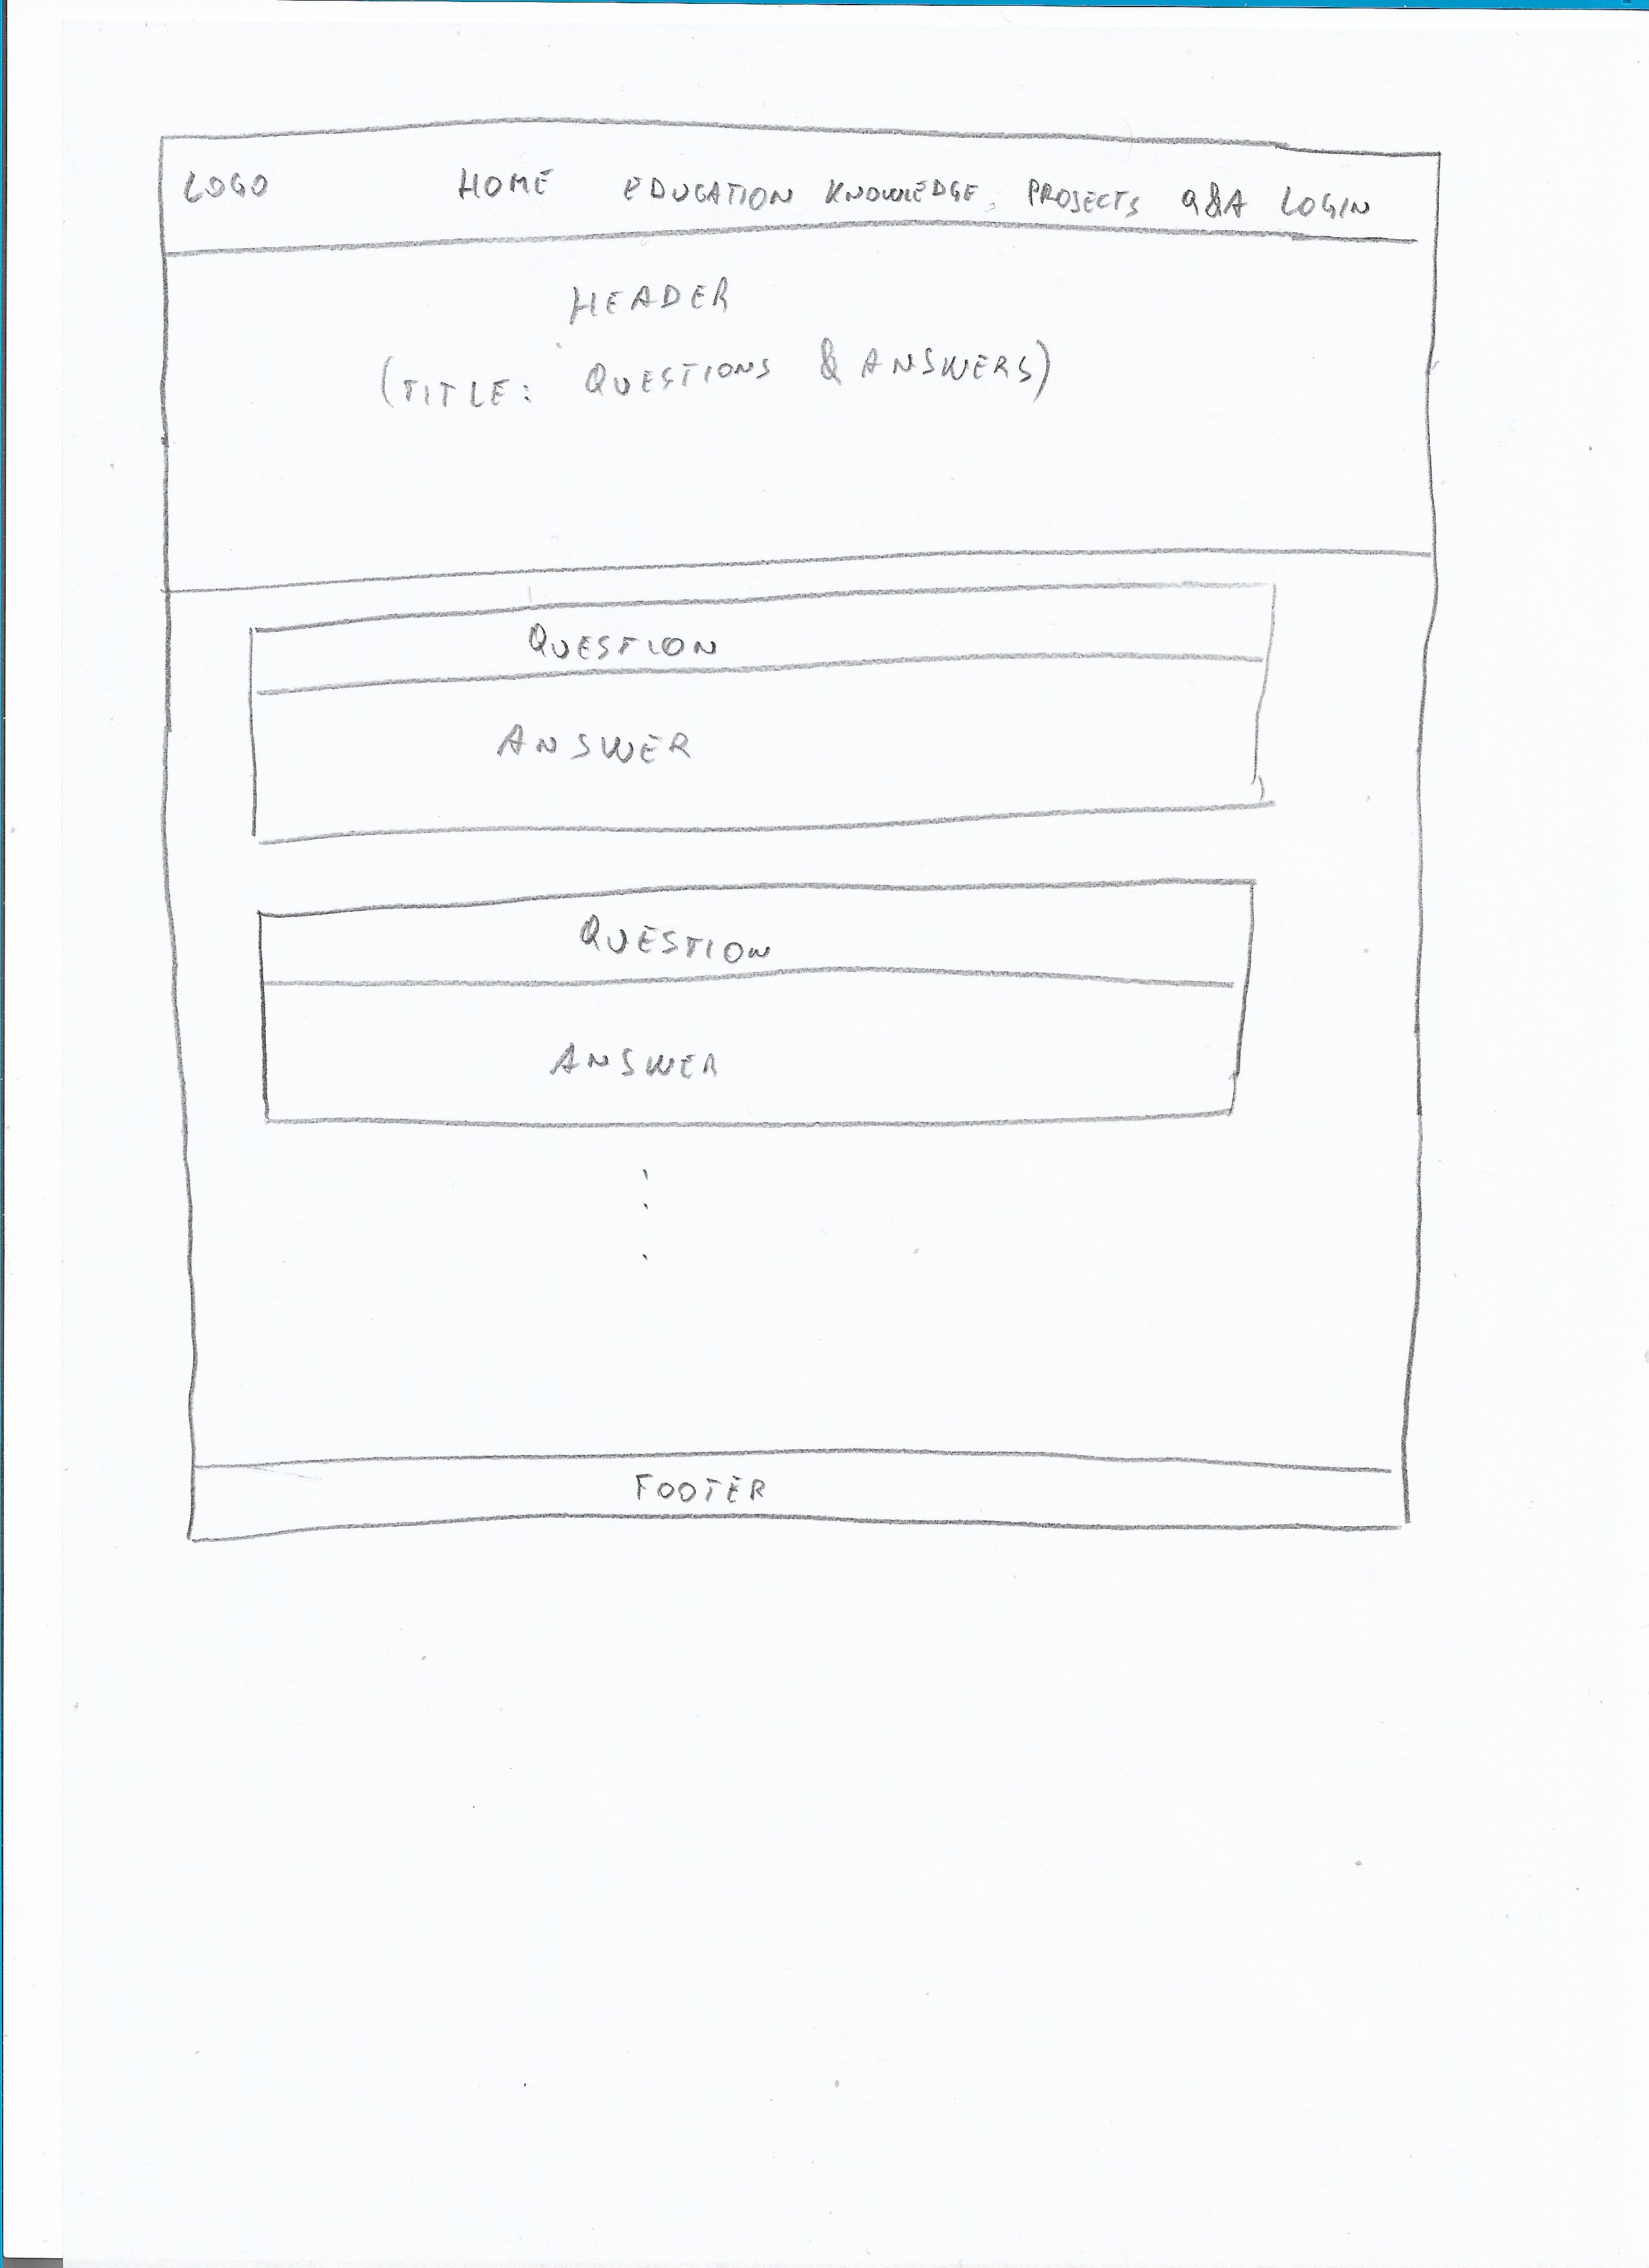 LOGO HOME EDUCATION KNOWLEDGE PROJECTS Q&A LOGIN
HEADER
(TITLE: QUESTIONS & ANSWERS)
QUESTION
ANSWER
QUESTION
ANSWER
FOOTER